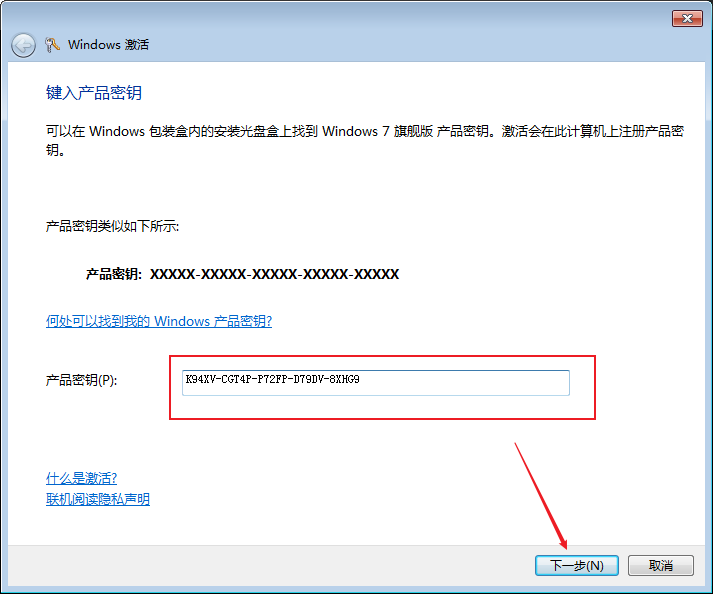 Windows 激活
键入产品密钥
可以在 Windows 包装盒内的安装光盘盒上找到 Windows 7 旗舰版 产品密钥。激活会在此计算机上注册产品密
钥。
产品密钥类似如下所示:
产品密钥: XXXXX-XXXXX-XXXXX-XXXXX-XXXXX
何处可以找到我的 Windows 产品密钥?
产品密钥(P):
K94XV-CGT4P-P72FP-D79DV-8XHG9
什么是激活?
联机阅读隐私声明
下一步(N)
取消